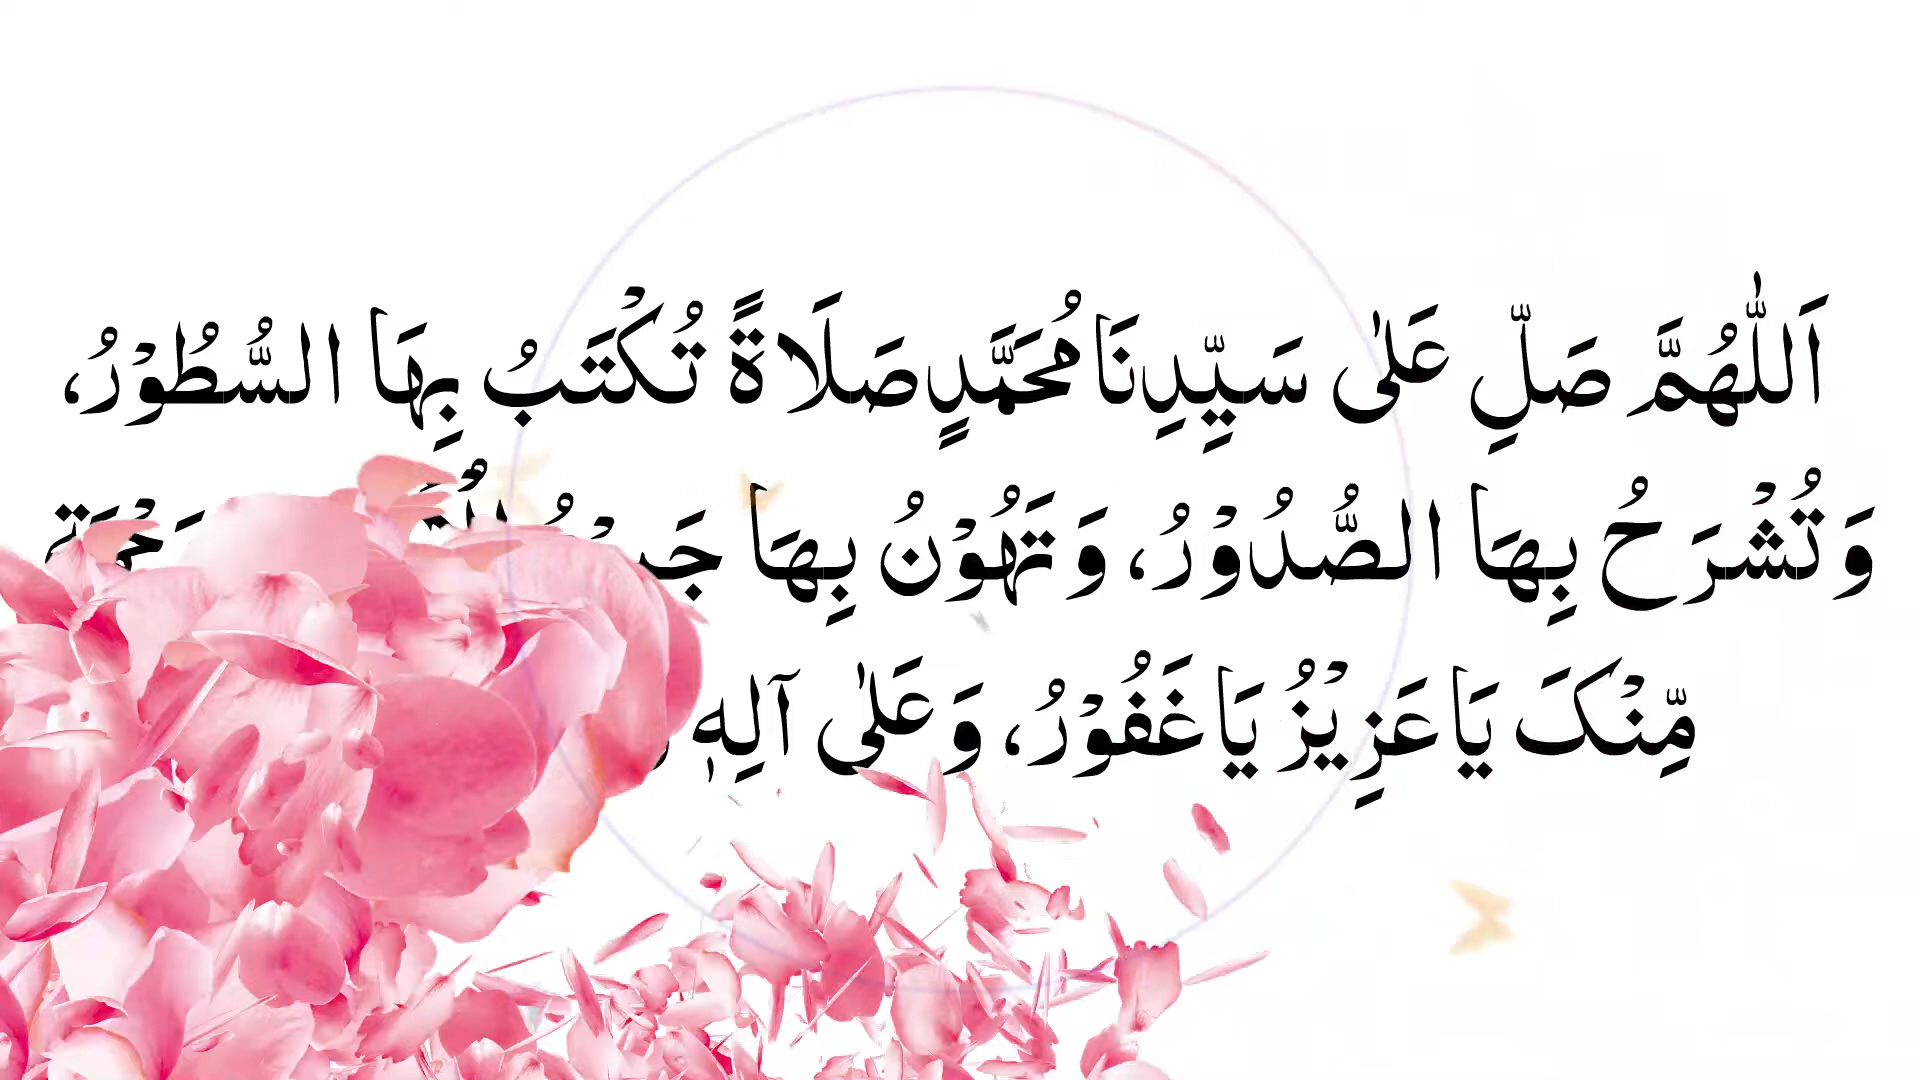 اَللّٰهُمَّ صَلِّ عَلٰی سَیِّدِنَا مُحَمَّدٍ صَلَاةً تُکْتَبُ بِهَا السُّطُوْرُ،
وَ تُشْرَحُ بِهَا الصُّدُوْرُ، وَ تَهُوْنُ بِهَا
مِّنْکَ یَا عَزِیْزُ یَا غَفُوْرُ، وَ عَلٰی آلِهٖ